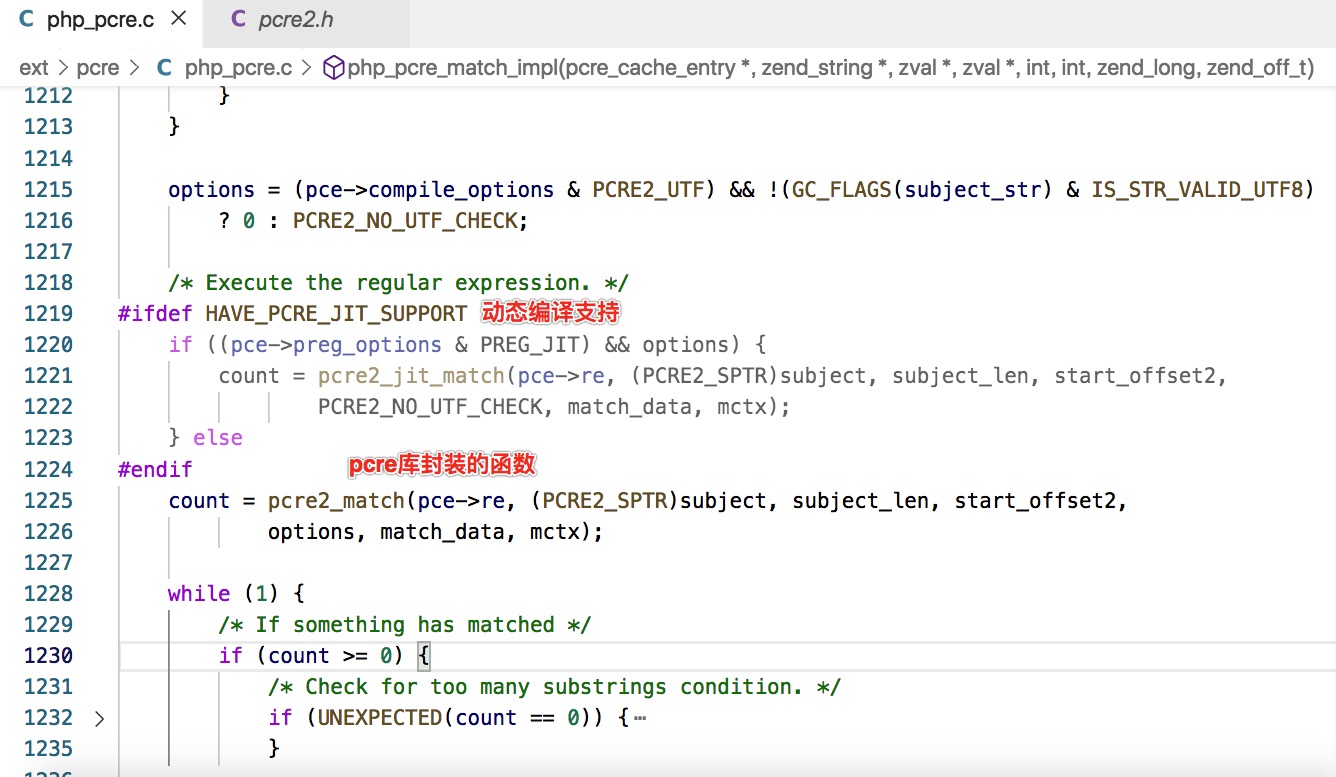 C php_pcre.c ×
C pcre2.h
ext > pcre > C php_pcre.c > php_pcre_match_impl(pcre_cache_entry *, zend_string *, zval *, zval *, int, int, zend_long, zend_off_t)
1212 }
1213 }
1214
1215 options = (pce->compile_options & PCRE2_UTF) && !(GC_FLAGS(subject_str) & IS_STR_VALID_UTF8)
1216 ? 0 : PCRE2_NO_UTF_CHECK;
1217
1218 /* Execute the regular expression. */
1219 #ifdef HAVE_PCRE_JIT_SUPPORT 动态编译支持
1220 if ((pce->preg_options & PREG_JIT) && options) {
1221 count = pcre2_jit_match(pce->re, (PCRE2_SPTR)subject, subject_len, start_offset2,
1222 PCRE2_NO_UTF_CHECK, match_data, mctx);
1223 } else
1224 #endif pcre库封装的函数
1225 count = pcre2_match(pce->re, (PCRE2_SPTR)subject, subject_len, start_offset2,
1226 options, match_data, mctx);
1227
1228 while (1) {
1229 /* If something has matched */
1230 if (count >= 0) {
1231 /* Check for too many substrings condition. */
1232 > if (UNEXPECTED(count == 0)) {⋯
1235 }